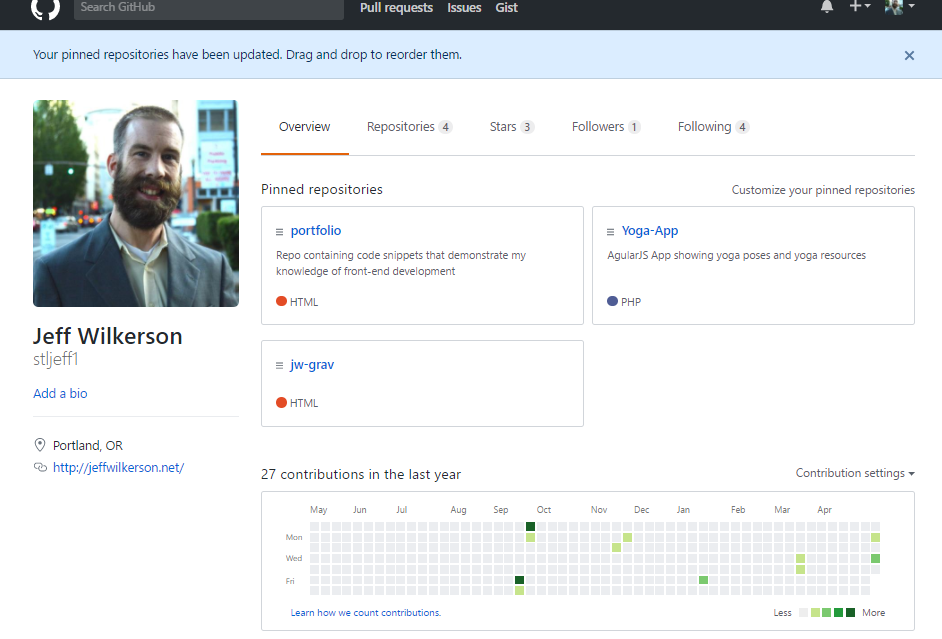 Search GitHub
Pull requests Issues Gist
Your pinned repositories have been updated. Drag and drop to reorder them.
Overview Repositories 4 Stars 3 Followers 1 Following 4
Pinned repositories
Customize your pinned repositories
portfolio
Repo containing code snippets that demonstrate my
knowledge of front-end development
HTML
Yoga-App
AgularJS App showing yoga poses and yoga resources
PHP
jw-grav
HTML
Jeff Wilkerson
stljeff1
Add a bio
Portland, OR
http://jeffwilkerson.net/
27 contributions in the last year
Contribution settings
May Jun Jul Aug Sep Oct Nov Dec Jan Feb Mar Apr
Mon
Wed
Fri
Learn how we count contributions.
Less More